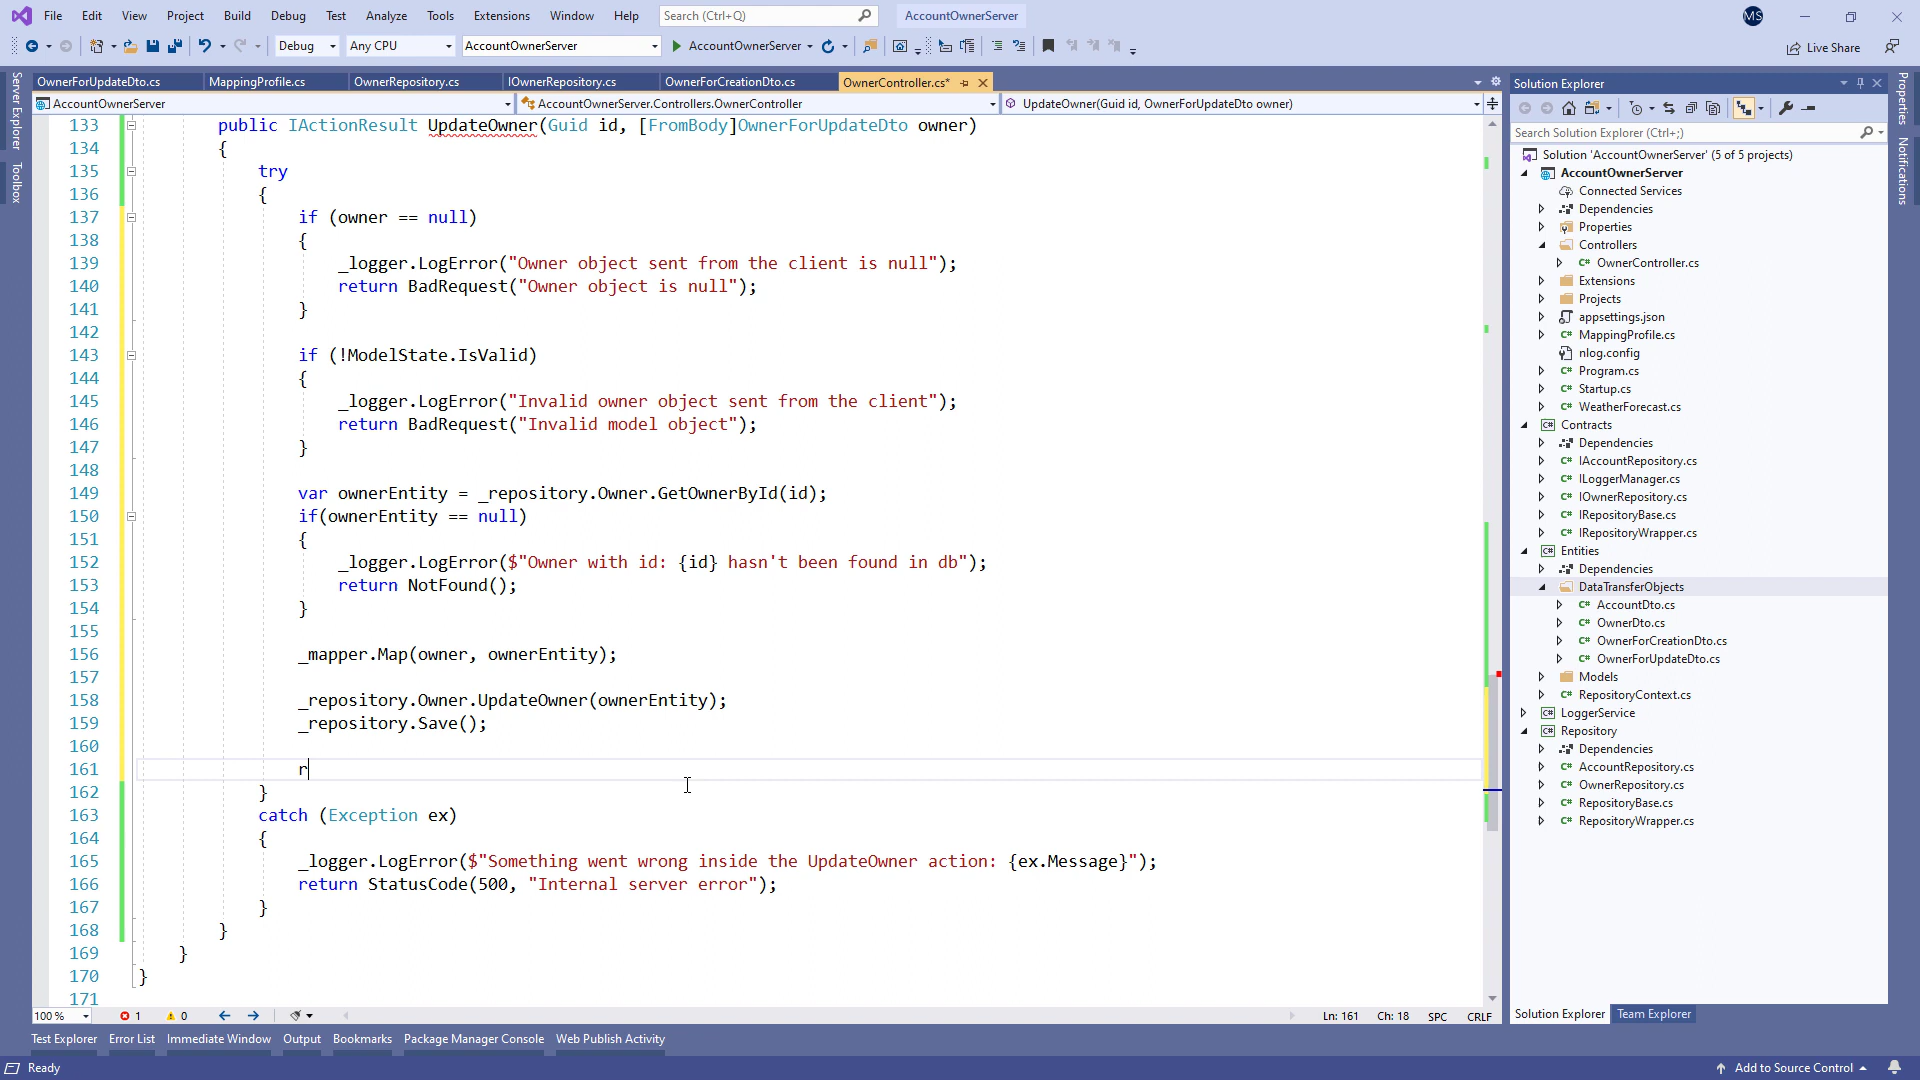 File Edit View Project Build Debug Test Analyze Tools Extensions Window Help Search (Ctrl+Q) AccountOwnerServer MS
Debug Any CPU AccountOwnerServer AccountOwnerServer Live Share
OwnerForUpdateDto.cs MappingProfile.cs OwnerRepository.cs IOwnerRepository.cs OwnerForCreationDto.cs OwnerController.cs*
AccountOwnerServer AccountOwnerServer.Controllers.OwnerController UpdateOwner(Guid id, OwnerForUpdateDto owner)
Server Explorer
Toolbox
133 public IActionResult UpdateOwner(Guid id, [FromBody]OwnerForUpdateDto owner)
134 {
135 try
136 {
137 if (owner == null)
138 {
139 _logger.LogError("Owner object sent from the client is null");
140 return BadRequest("Owner object is null");
141 }
142
143 if (!ModelState.IsValid)
144 {
145 _logger.LogError("Invalid owner object sent from the client");
146 return BadRequest("Invalid model object");
147 }
148
149 var ownerEntity = _repository.Owner.GetOwnerById(id);
150 if(ownerEntity == null)
151 {
152 _logger.LogError($"Owner with id: {id} hasn't been found in db");
153 return NotFound();
154 }
155
156 _mapper.Map(owner, ownerEntity);
157
158 _repository.Owner.UpdateOwner(ownerEntity);
159 _repository.Save();
160
161 r
162 }
163 catch (Exception ex)
164 {
165 _logger.LogError($"Something went wrong inside the UpdateOwner action: {ex.Message}");
166 return StatusCode(500, "Internal server error");
167 }
168 }
169 }
170 }
171
100 % 1 0 Ln: 161 Ch: 18 SPC CRLF
Test Explorer Error List Immediate Window Output Bookmarks Package Manager Console Web Publish Activity
Ready Add to Source Control
Solution Explorer
Search Solution Explorer (Ctrl+;)
Solution 'AccountOwnerServer' (5 of 5 projects)
AccountOwnerServer
Connected Services
Dependencies
Properties
Controllers
C# OwnerController.cs
Extensions
Projects
appsettings.json
C# MappingProfile.cs
nlog.config
C# Program.cs
C# Startup.cs
C# WeatherForecast.cs
C# Contracts
Dependencies
C# IAccountRepository.cs
C# ILoggerManager.cs
C# IOwnerRepository.cs
C# IRepositoryBase.cs
C# IRepositoryWrapper.cs
C# Entities
Dependencies
DataTransferObjects
C# AccountDto.cs
C# OwnerDto.cs
C# OwnerForCreationDto.cs
C# OwnerForUpdateDto.cs
Models
C# RepositoryContext.cs
C# LoggerService
C# Repository
Dependencies
C# AccountRepository.cs
C# OwnerRepository.cs
C# RepositoryBase.cs
C# RepositoryWrapper.cs
Solution Explorer Team Explorer
Properties
Notifications